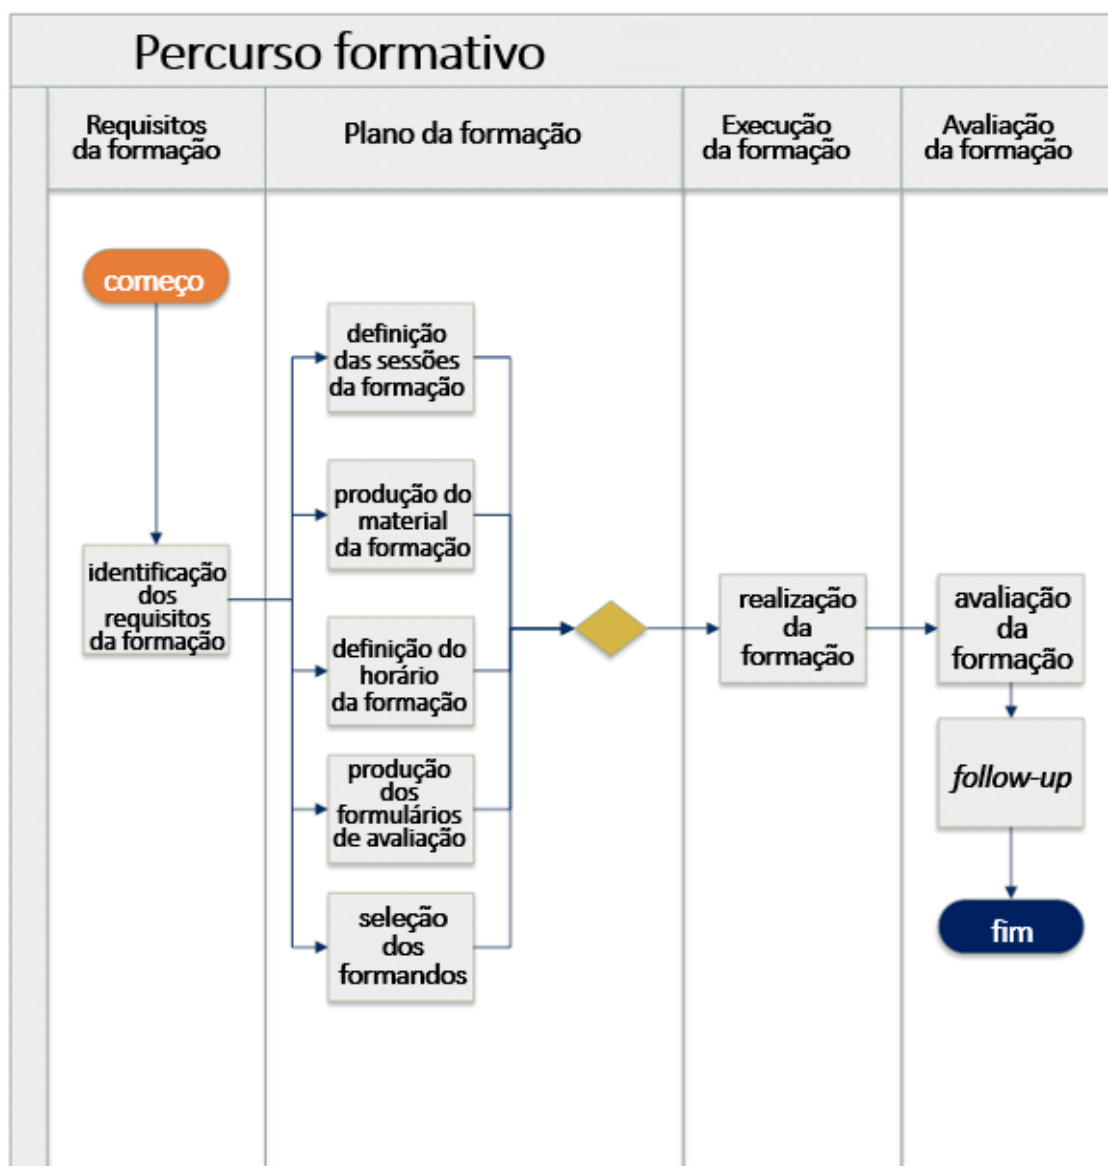 Percurso formativo
Requisitos
da formação
Plano da formação
Execução
da formação
Avaliação
da formação
começo
identificação
dos
requisitos
da formação
definição
das sessões
da formação
produção do
material
da formação
definição do
horário
da formação
produção
dos
formulários
de avaliação
seleção
dos
formandos
realização
da
formação
avaliação
da
formação
follow-up
fim